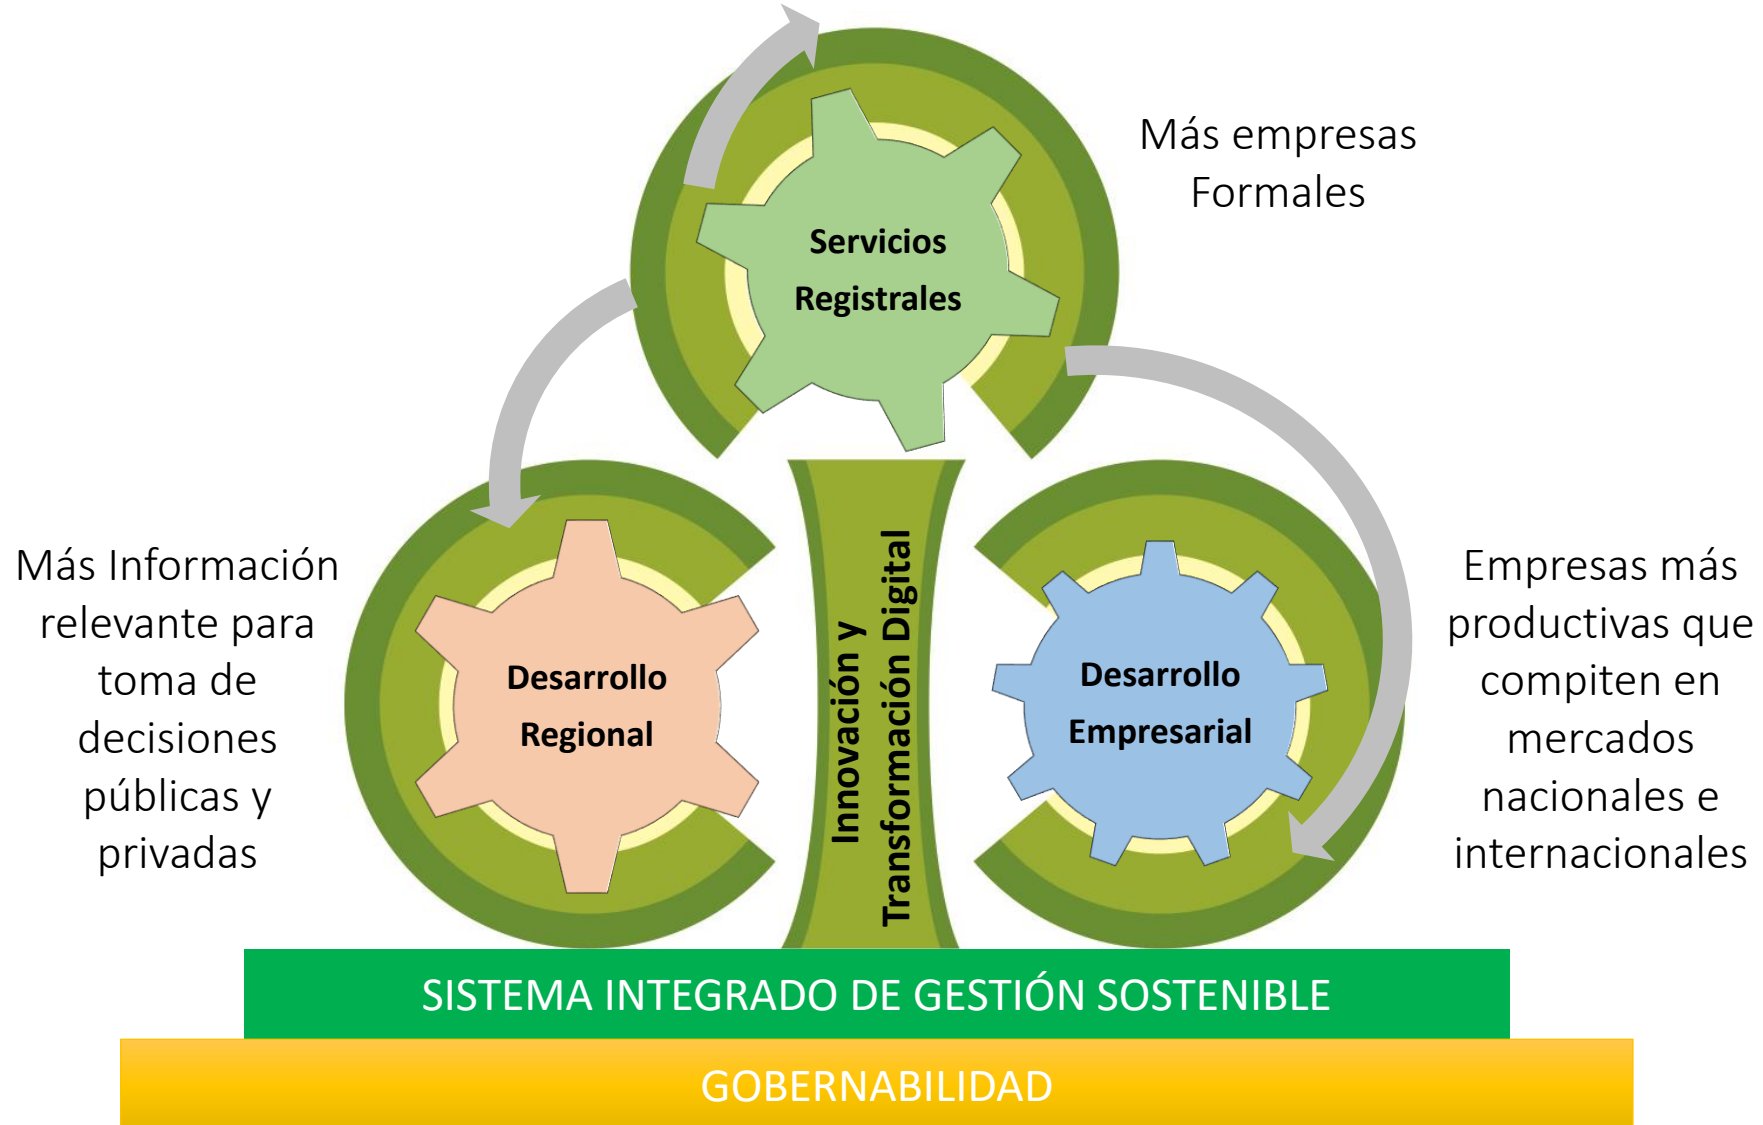 Más empresas
Formales
Servicios
Registrales
Más Información
relevante para
toma de
decisiones
públicas y
privadas
Desarrollo
Regional
Innovación y
Transformación Digital
Desarrollo
Empresarial
Empresas más
productivas que
compiten en
mercados
nacionales e
internacionales
SISTEMA INTEGRADO DE GESTIÓN SOSTENIBLE
GOBERNABILIDAD